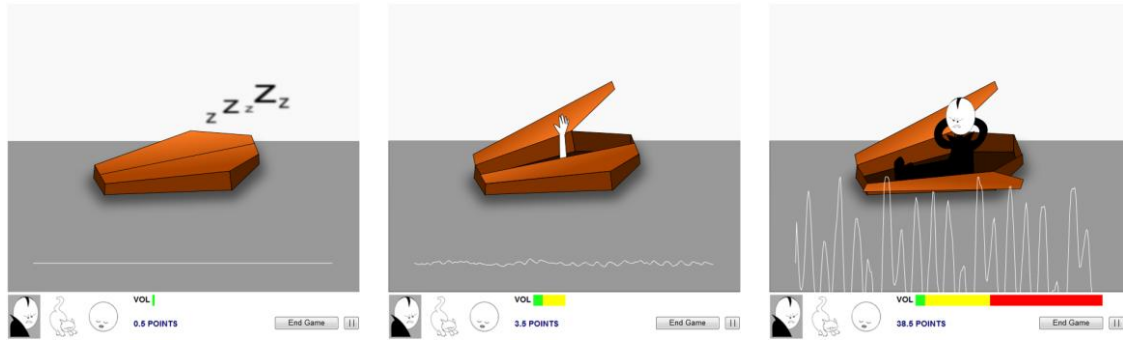 z Z z Z z
VOL
0.5 POINTS
End Game
VOL
3.5 POINTS
End Game
VOL
38.5 POINTS
End Game